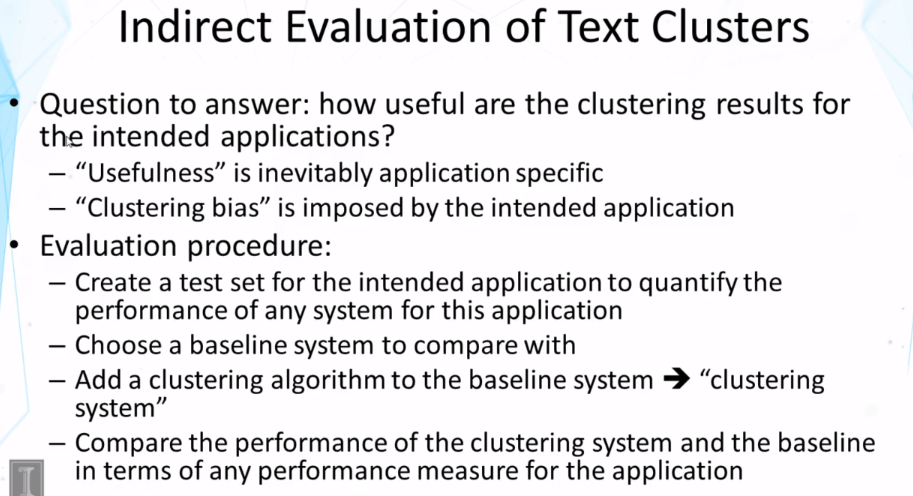 Indirect Evaluation of Text Clusters
• Question to answer: how useful are the clustering results for
the intended applications?
– “Usefulness” is inevitably application specific
– “Clustering bias” is imposed by the intended application
• Evaluation procedure:
– Create a test set for the intended application to quantify the
performance of any system for this application
– Choose a baseline system to compare with
– Add a clustering algorithm to the baseline system ➔ “clustering
system”
– Compare the performance of the clustering system and the baseline
in terms of any performance measure for the application
I